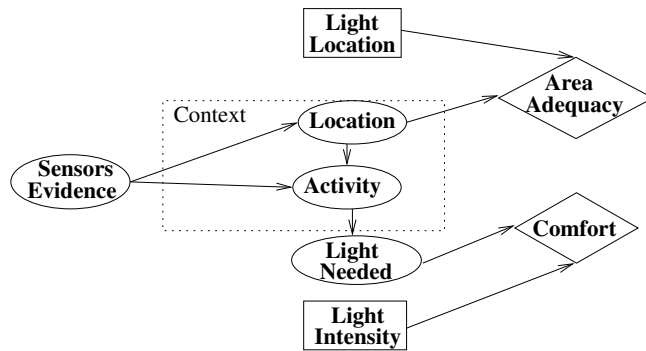 Light
Location
Area
Adequacy
Context
Location
Sensors
Evidence
Activity
Light
Needed
Comfort
Light
Intensity